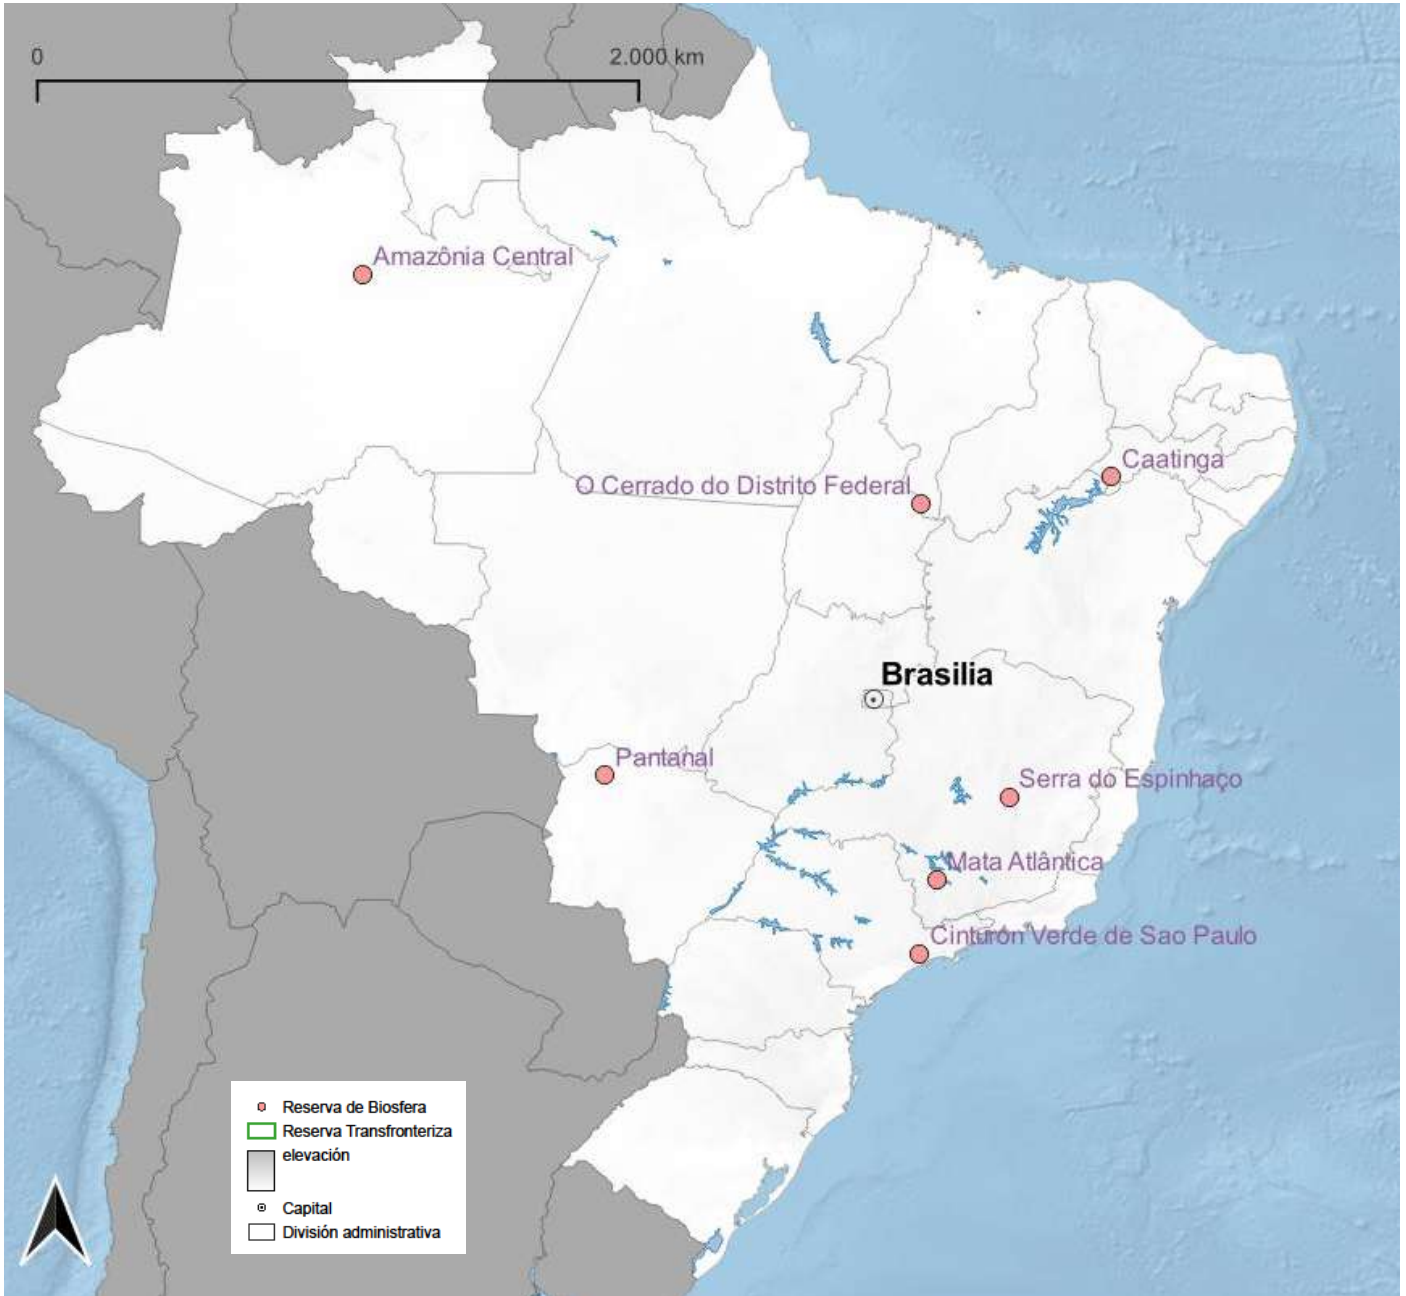 0
2.000 km
Amazônia Central
Caatinga
O Cerrado do Distrito Federal
Brasilia
Pantanal
Serra do Espinhaço
Mata Atlântica
Cinturón Verde de Sao Paulo
Reserva de Biosfera
Reserva Transfronteriza
elevación
Capital
División administrativa